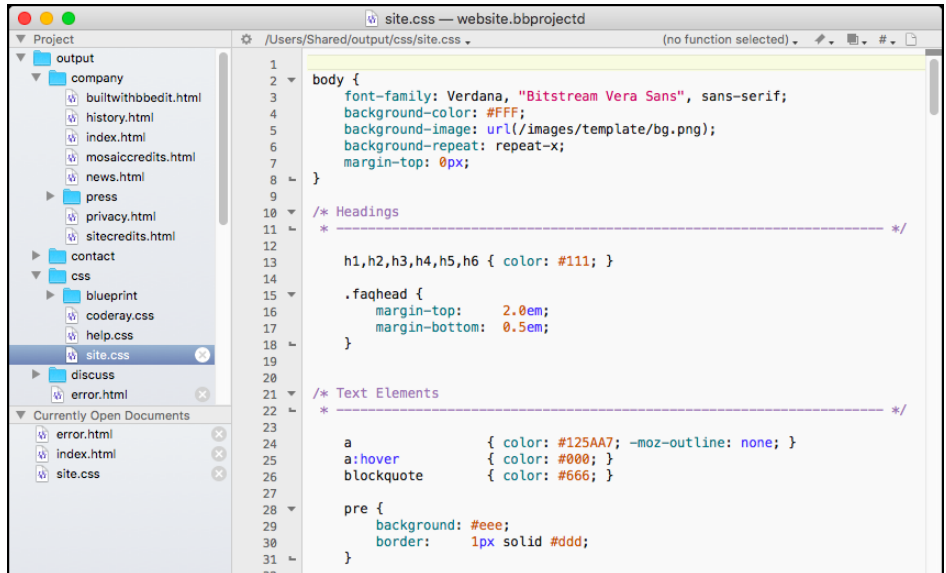 site.css — website.bbprojectd
Project
/Users/Shared/output/css/site.css
(no function selected)
#
output
company
builtwithbbedit.html
history.html
index.html
mosaiccredits.html
news.html
press
privacy.html
sitecredits.html
contact
css
blueprint
coderay.css
help.css
site.css
discuss
error.html
Currently Open Documents
error.html
index.html
site.css
1
2 body {
3 font-family: Verdana, "Bitstream Vera Sans", sans-serif;
4 background-color: #FFF;
5 background-image: url(/images/template/bg.png);
6 background-repeat: repeat-x;
7 margin-top: 0px;
8 }
9
10 /* Headings
11 * ––––––––––––––––––––––––––––––––––––––––––––––––––––––––––––––––––––– */
12
13 h1,h2,h3,h4,h5,h6 { color: #111; }
14
15 .faqhead {
16 margin-top: 2.0em;
17 margin-bottom: 0.5em;
18 }
19
20
21 /* Text Elements
22 * ––––––––––––––––––––––––––––––––––––––––––––––––––––––––––––––––––––– */
23
24 a { color: #125AA7; -moz-outline: none; }
25 a:hover { color: #000; }
26 blockquote { color: #666; }
27
28 pre {
29 background: #eee;
30 border: 1px solid #ddd;
31 }